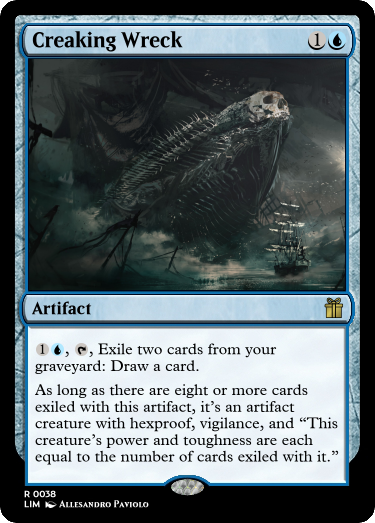 Creaking Wreck 1
1, Exile two cards from your
graveyard: Draw a card.
As long as there are eight or more cards
exiled with this artifact, it's an artifact
creature with hexproof, vigilance, and “This
creature's power and toughness are each
equal to the number of cards exiled with it.”
Artifact
R 0038
LIM Allesandro Paviolo